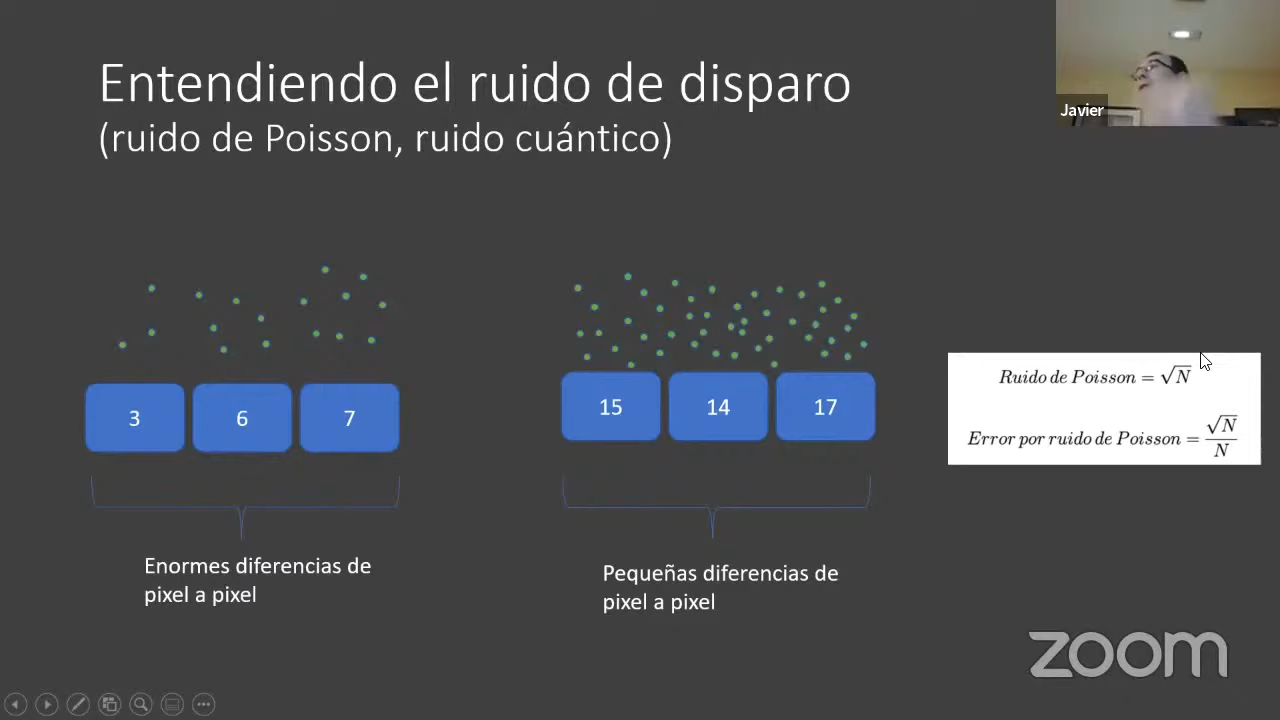 Entendiendo el ruido de disparo
(ruido de Poisson, ruido cuántico)
Javier
3
6
7
15
14
17
Ruido de Poisson = √N
Error por ruido de Poisson = √N / N
Enormes diferencias de
pixel a pixel
Pequeñas diferencias de
pixel a pixel
zoom